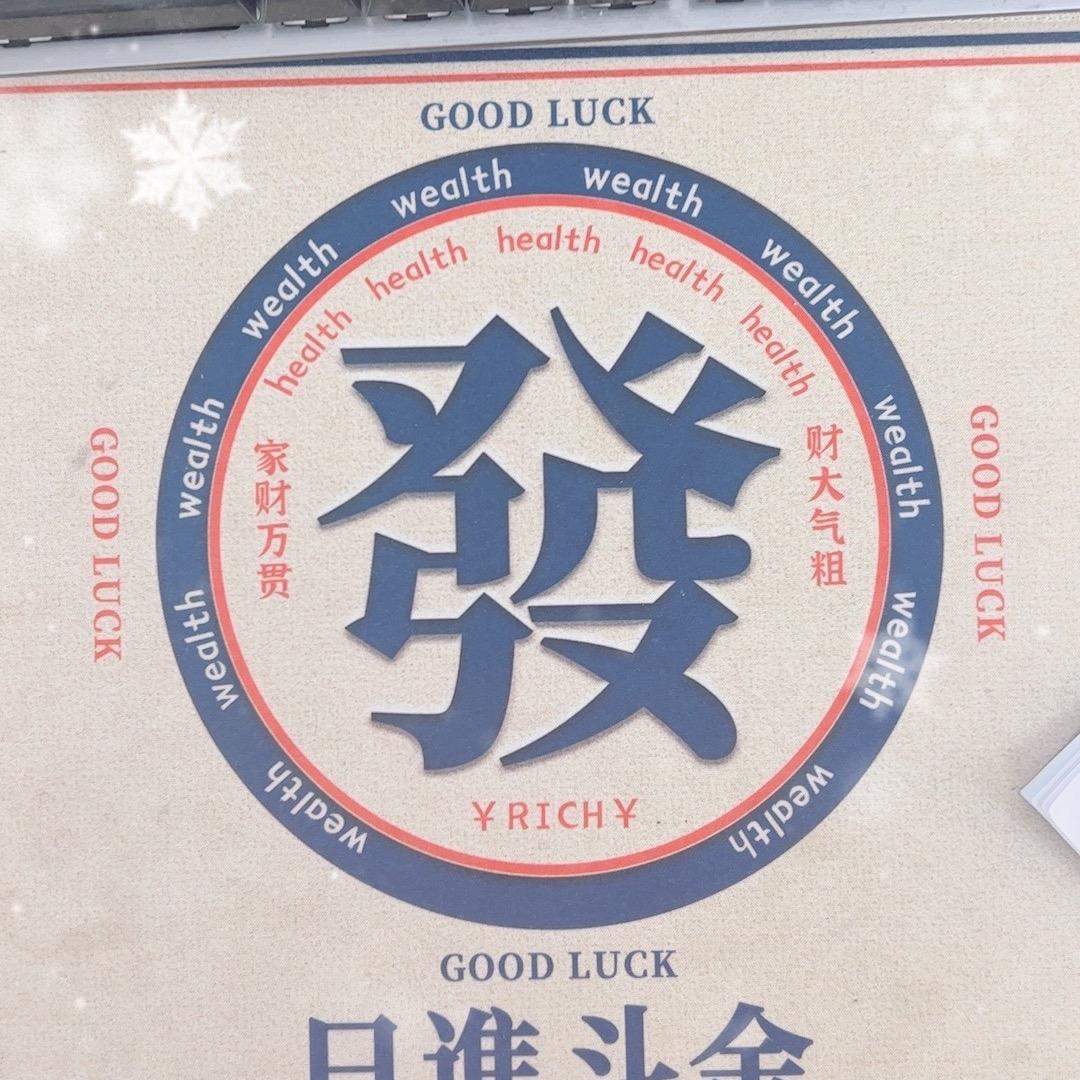 GOOD LUCK
wealth wealth wealth wealth wealth wealth wealth wealth wealth wealth
health health health health health
GOOD LUCK
家财万贯
發
财大气粗
GOOD LUCK
¥RICH¥
GOOD LUCK
日進斗金